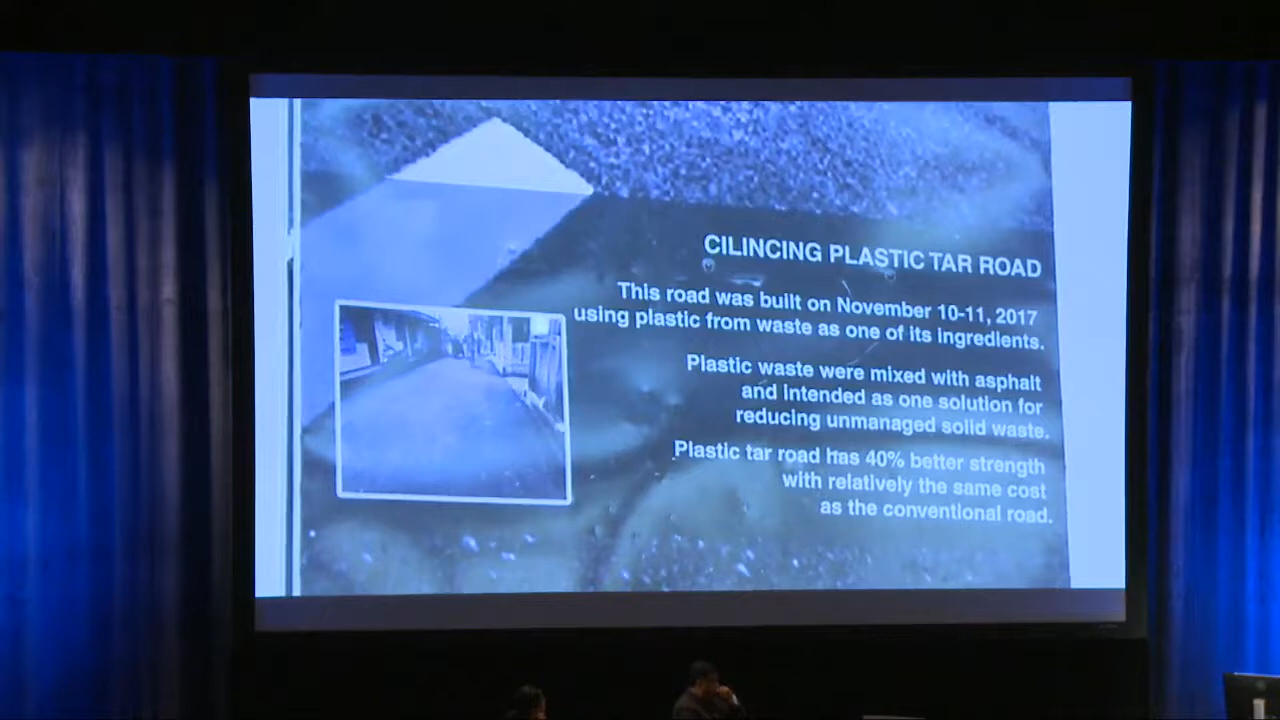 CILINCING PLASTIC TAR ROAD
This road was built on November 10-11, 2017
using plastic from waste as one of its ingredients.
Plastic waste were mixed with asphalt
and intended as one solution for
reducing unmanaged solid waste.
Plastic tar road has 40% better strength
with relatively the same cost
as the conventional road.